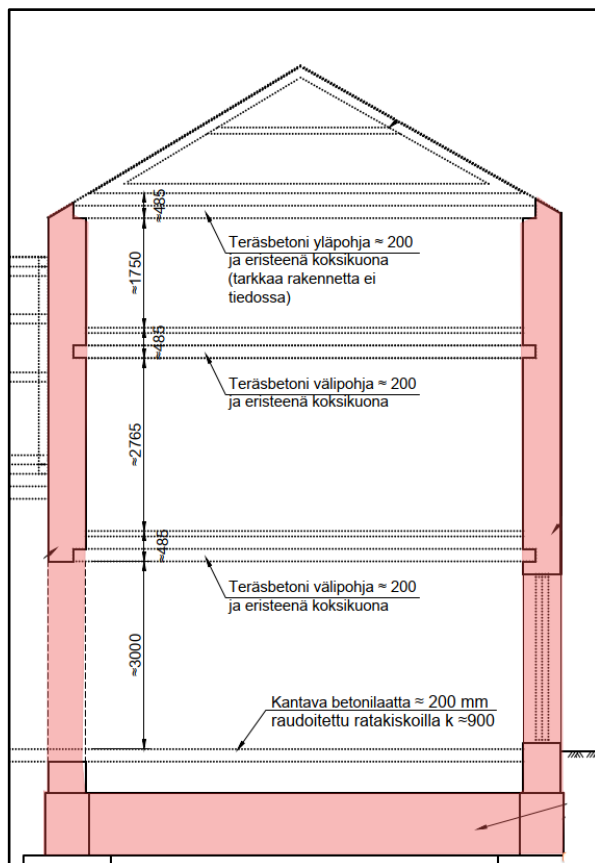 ≈485
Teräsbetoni yläpohja ≈ 200
ja eristeenä koksikuona
(tarkkaa rakennetta ei
tiedossa)
≈1750
≈485
Teräsbetoni välipohja ≈ 200
ja eristeenä koksikuona
≈2765
≈485
Teräsbetoni välipohja ≈ 200
ja eristeenä koksikuona
≈3000
Kantava betonilaatta ≈ 200 mm
raudoitettu ratakiskoilla k ≈900